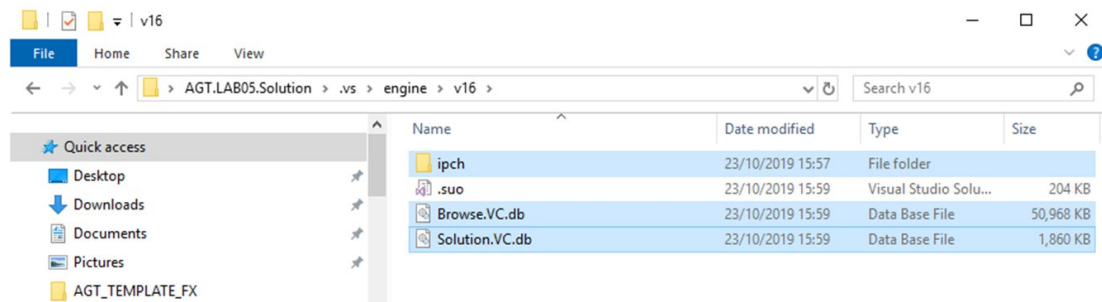 v16
File Home Share View
AGT.LAB05.Solution > .vs > engine > v16 > Search v16
Name Date modified Type Size
Quick access
ipch 23/10/2019 15:57 File folder
Desktop
.suo 23/10/2019 15:59 Visual Studio Solu... 204 KB
Downloads
Browse.VC.db 23/10/2019 15:59 Data Base File 50,968 KB
Documents
Solution.VC.db 23/10/2019 15:59 Data Base File 1,860 KB
Pictures
AGT_TEMPLATE_FX